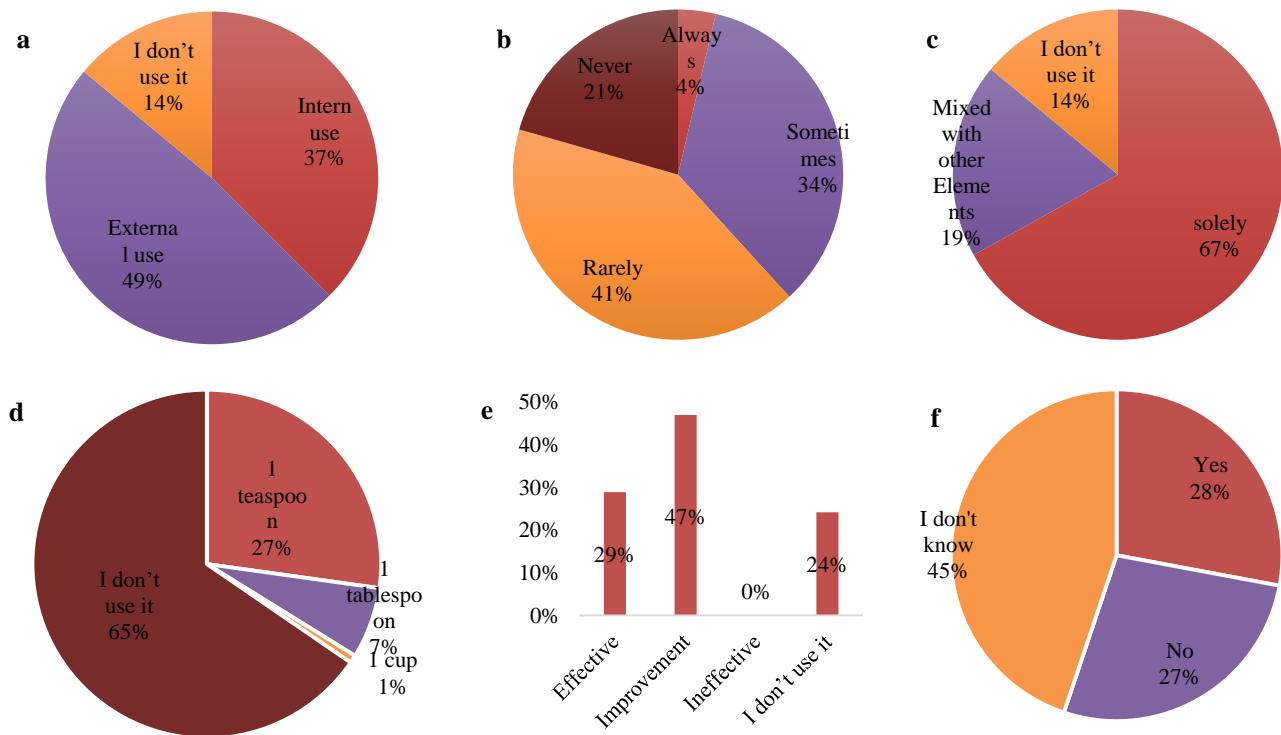 a
I don’t
use it
14%
Intern
use
37%
Externa
l use
49%
b
Alway
s
4%
Never
21%
Someti
mes
34%
Rarely
41%
c
I don’t
use it
14%
Mixed
with
other
Eleme
nts
19%
solely
67%
d
1
teaspoo
n
27%
1
tablespo
on
7%
1 cup
1%
I don’t
use it
65%
e
50%
40%
30%
20%
10%
0%
29%
47%
0%
24%
Effective
Improvement
Ineffective
I don’t use it
f
Yes
28%
I don't
know
45%
No
27%